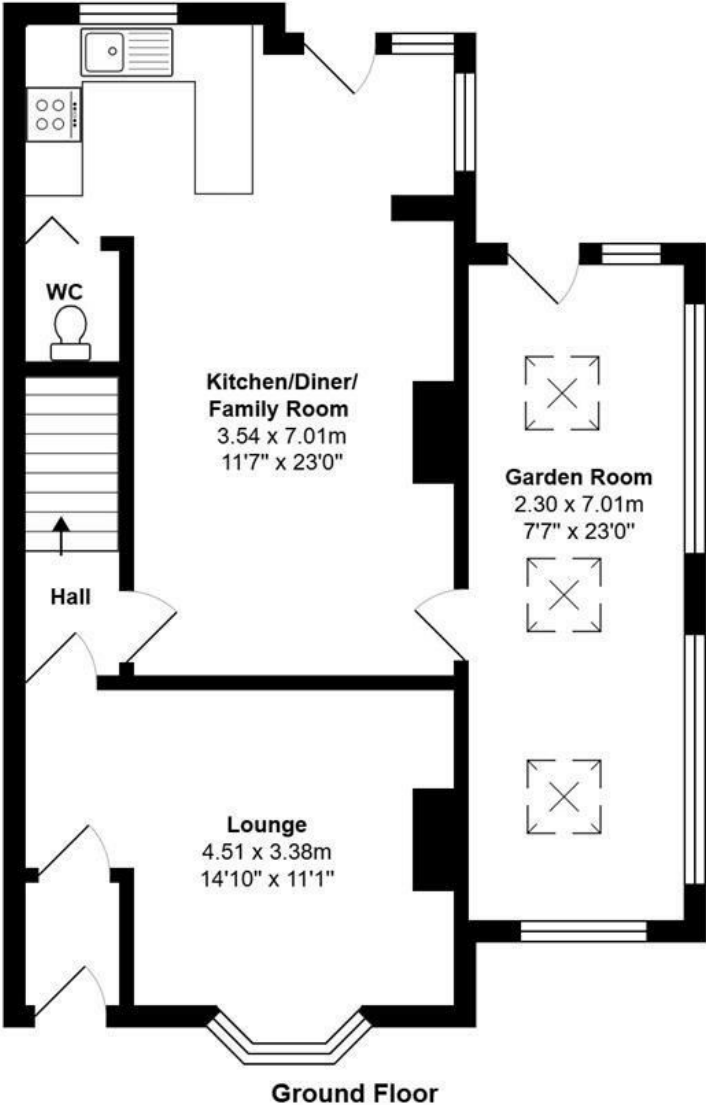 WC
Kitchen/Diner/
Family Room
3.54 x 7.01m
11'7" x 23'0"
Garden Room
2.30 x 7.01m
7'7" x 23'0"
Hall
Lounge
4.51 x 3.38m
14'10" x 11'1"
Ground Floor